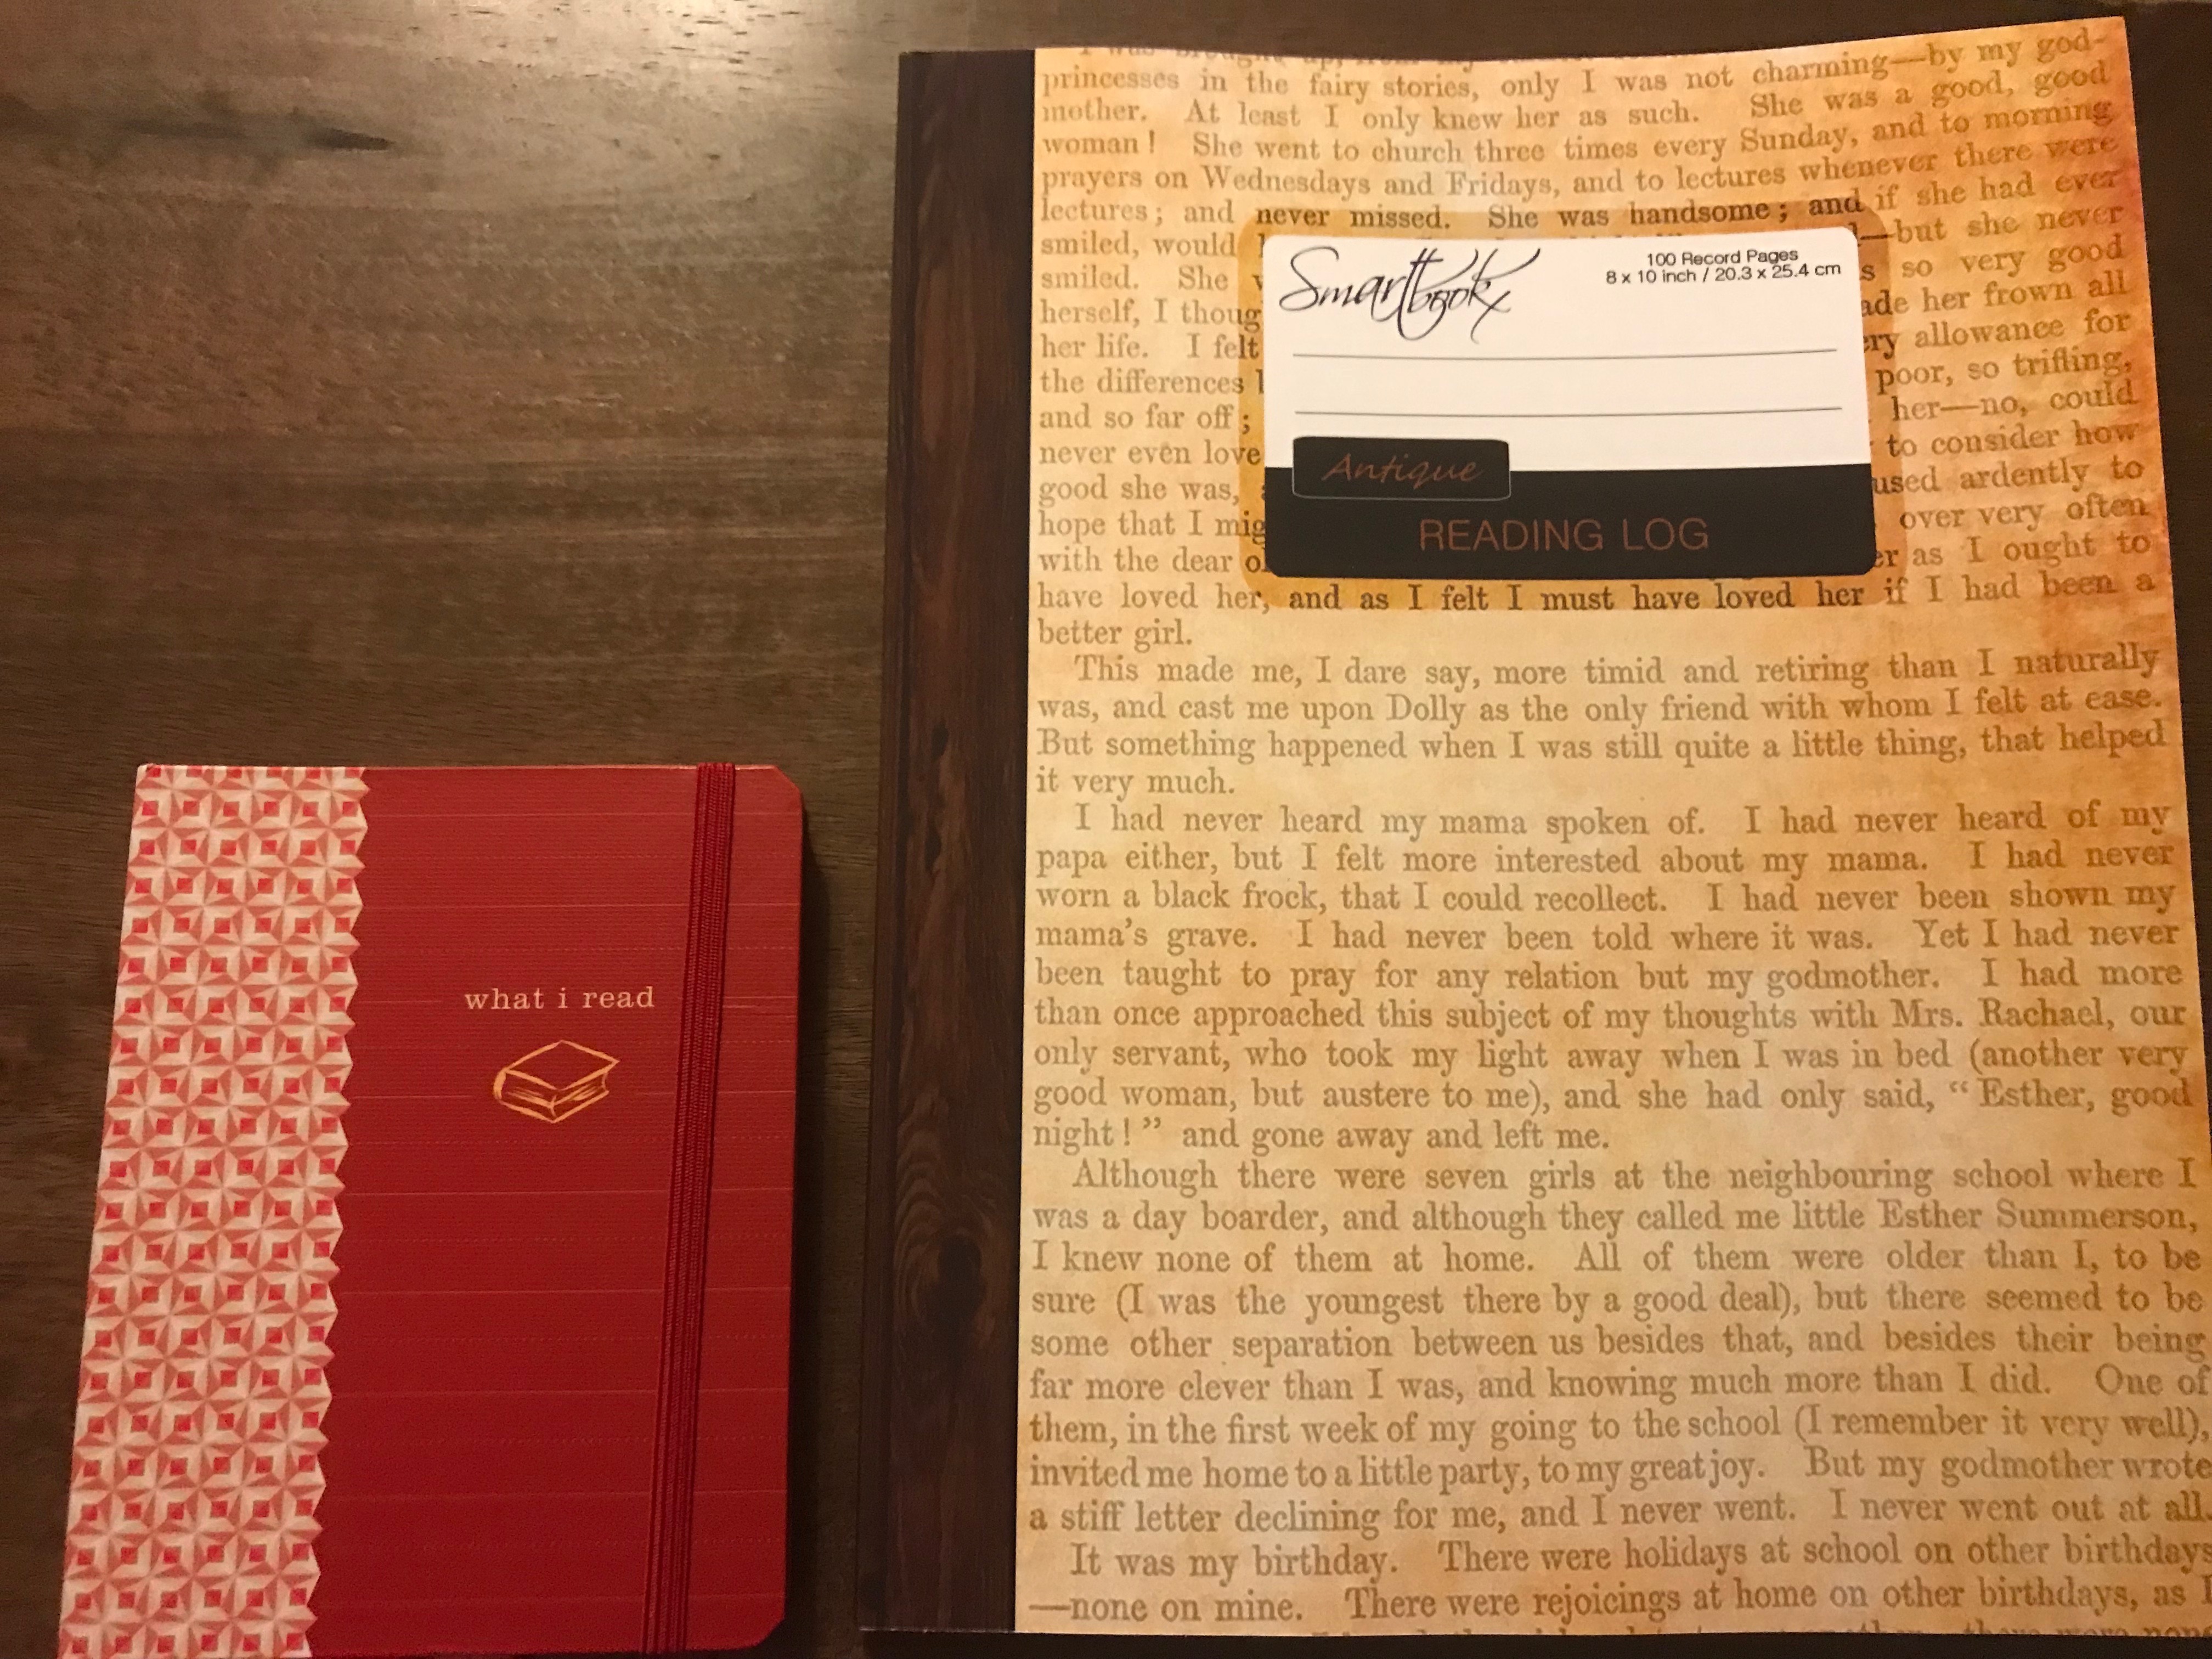 what i read
I was brought up, from my
princesses in the fairy stories, only I was not charming—by my god-
mother. At least I only knew her as such. She was a good, good
woman! She went to church three times every Sunday, and to morning
prayers on Wednesdays and Fridays, and to lectures whenever there were
lectures; and never missed. She was handsome; and if she had ever
smiled, would —but she never
smiled. She so very good
herself, I thoug ade her frown all
her life. I felt ery allowance for
the differences poor, so trifling,
and so far off; her—no, could
never even love to consider how
good she was, used ardently to
hope that I mig over very often
with the dear er as I ought to
have loved her, and as I felt I must have loved her if I had been a
better girl.
Smart Bookx
100 Record Pages
8 x 10 inch / 20.3 x 25.4 cm
Antique
READING LOG
This made me, I dare say, more timid and retiring than I naturally
was, and cast me upon Dolly as the only friend with whom I felt at ease.
But something happened when I was still quite a little thing, that helped
it very much.
I had never heard my mama spoken of. I had never heard of my
papa either, but I felt more interested about my mama. I had never
worn a black frock, that I could recollect. I had never been shown my
mama's grave. I had never been told where it was. Yet I had never
been taught to pray for any relation but my godmother. I had more
than once approached this subject of my thoughts with Mrs. Rachael, our
only servant, who took my light away when I was in bed (another very
good woman, but austere to me), and she had only said, “Esther, good
night!” and gone away and left me.
Although there were seven girls at the neighbouring school where I
was a day boarder, and although they called me little Esther Summerson,
I knew none of them at home. All of them were older than I, to be
sure (I was the youngest there by a good deal), but there seemed to be
some other separation between us besides that, and besides their being
far more clever than I was, and knowing much more than I did. One of
them, in the first week of my going to the school (I remember it very well),
invited me home to a little party, to my great joy. But my godmother wrote
a stiff letter declining for me, and I never went. I never went out at all.
It was my birthday. There were holidays at school on other birthdays
—none on mine. There were rejoicings at home on other birthdays, as I
there were none